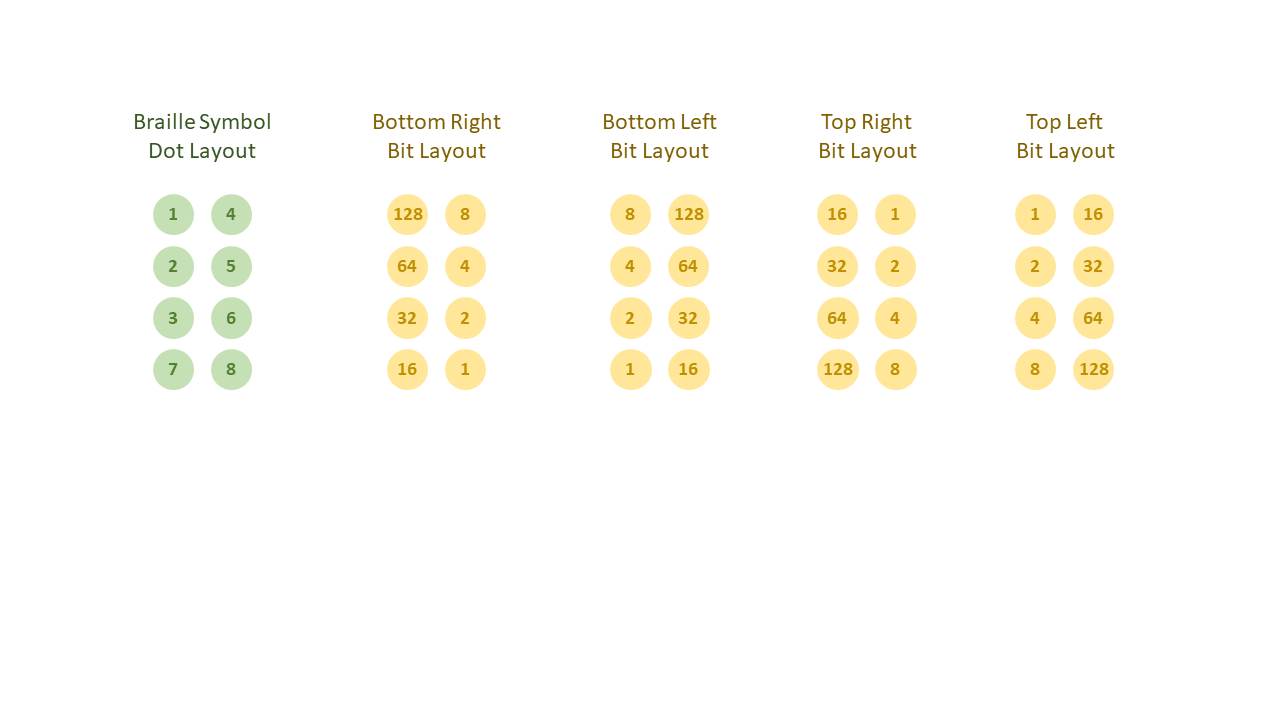 Braille Symbol
Dot Layout
1 4
2 5
3 6
7 8
Bottom Right
Bit Layout
128 8
64 4
32 2
16 1
Bottom Left
Bit Layout
8 128
4 64
2 32
1 16
Top Right
Bit Layout
16 1
32 2
64 4
128 8
Top Left
Bit Layout
1 16
2 32
4 64
8 128